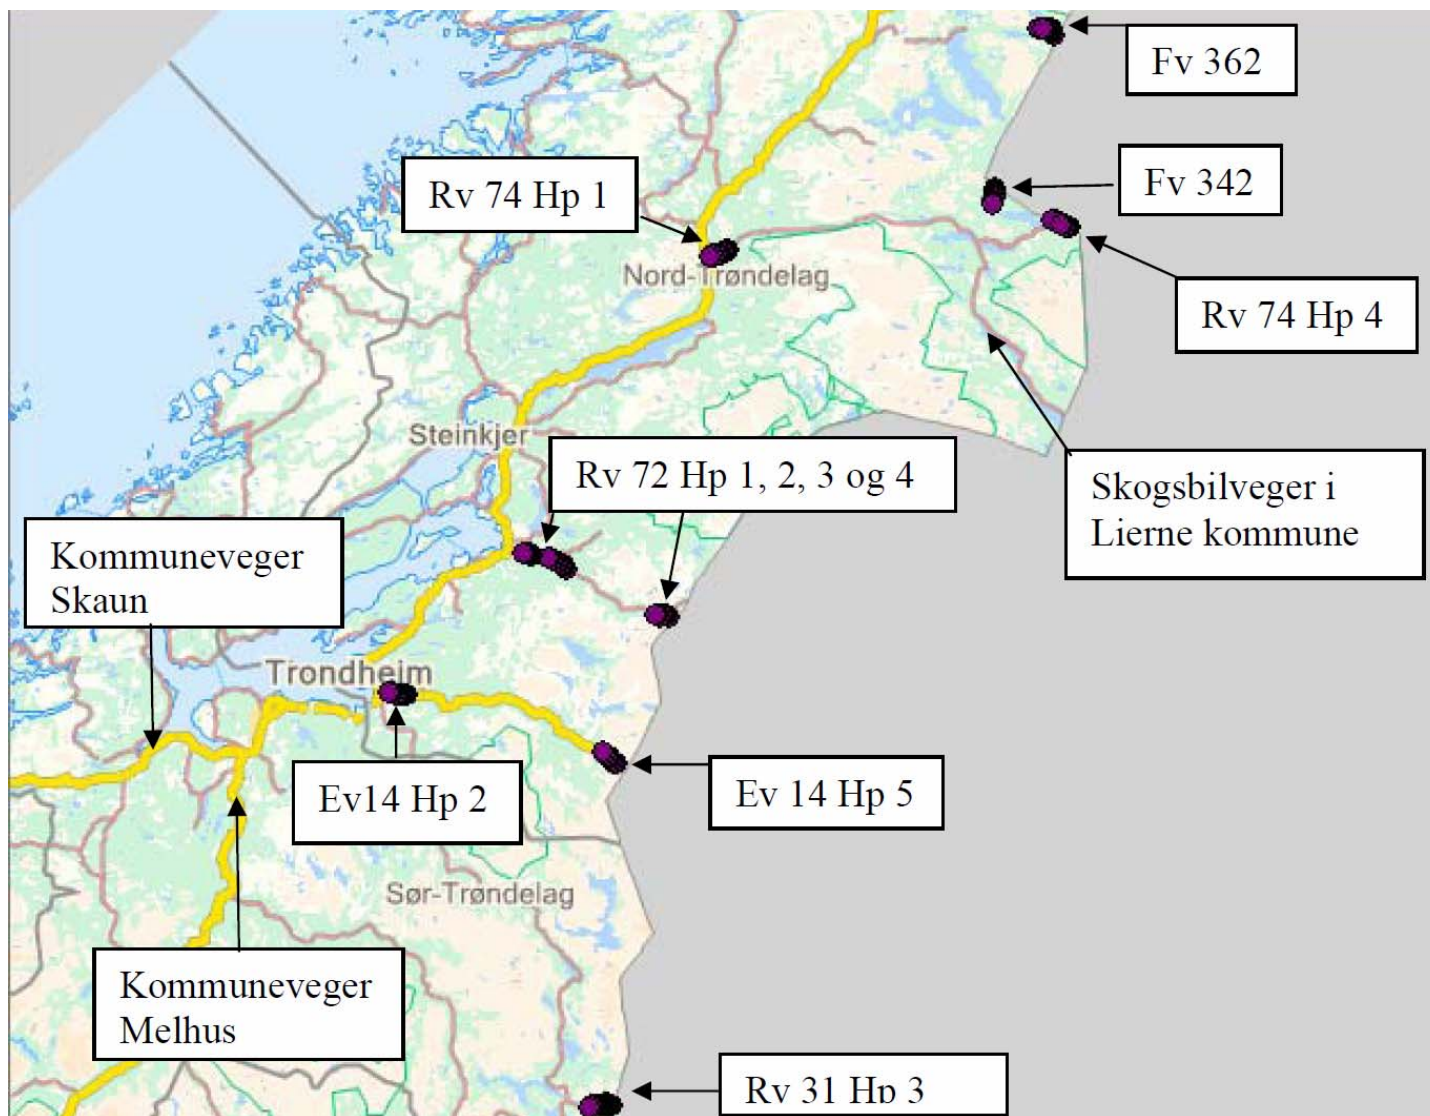 Fv 362
Fv 342
Rv 74 Hp 1
Nord-Trøndelag
Rv 74 Hp 4
Steinkjer
Rv 72 Hp 1, 2, 3 og 4
Skogsbilveger i
Lierne kommune
Kommuneveger
Skaun
Trondheim
Ev14 Hp 2
Ev 14 Hp 5
Sør-Trøndelag
Kommuneveger
Melhus
Rv 31 Hp 3